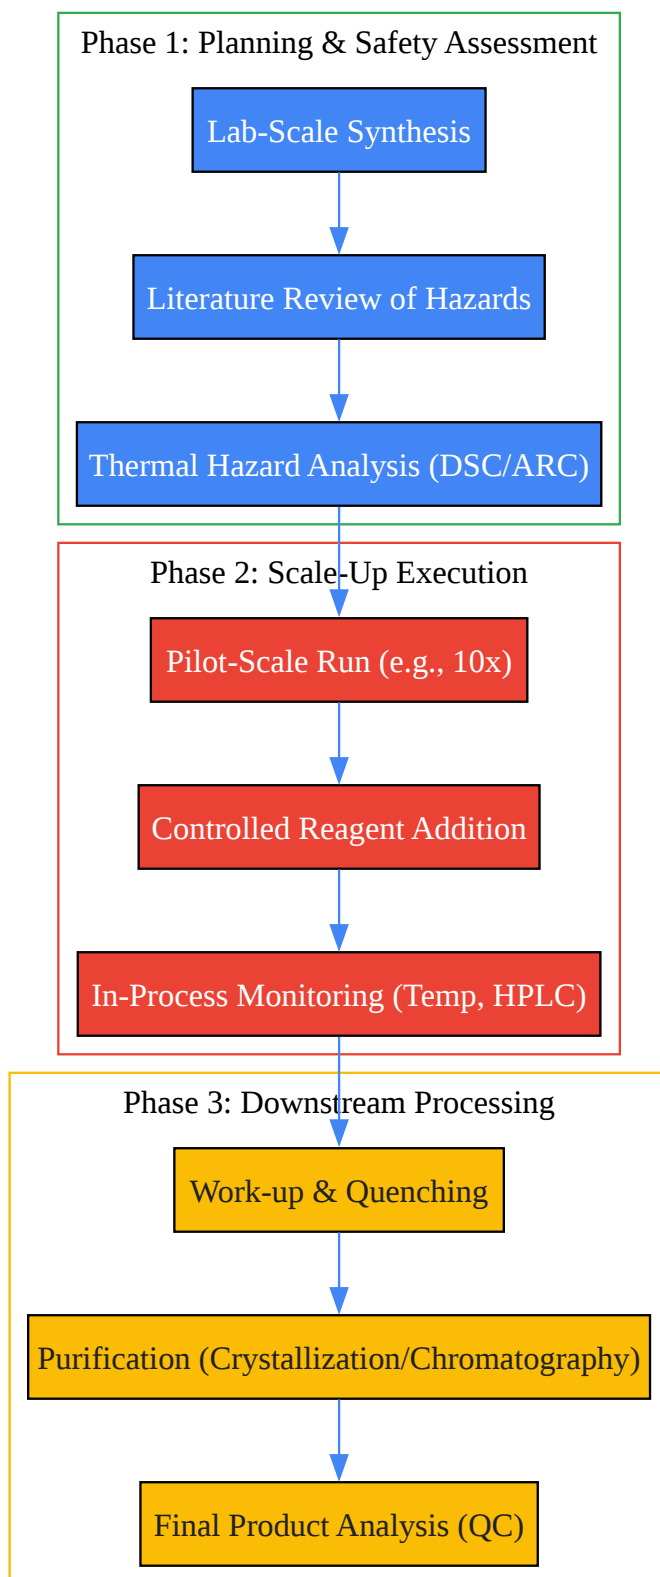 Phase 1: Planning & Safety Assessment
Lab-Scale Synthesis
Literature Review of Hazards
Thermal Hazard Analysis (DSC/ARC)
Phase 2: Scale-Up Execution
Pilot-Scale Run (e.g., 10x)
Controlled Reagent Addition
In-Process Monitoring (Temp, HPLC)
Phase 3: Downstream Processing
Work-up & Quenching
Purification (Crystallization/Chromatography)
Final Product Analysis (QC)